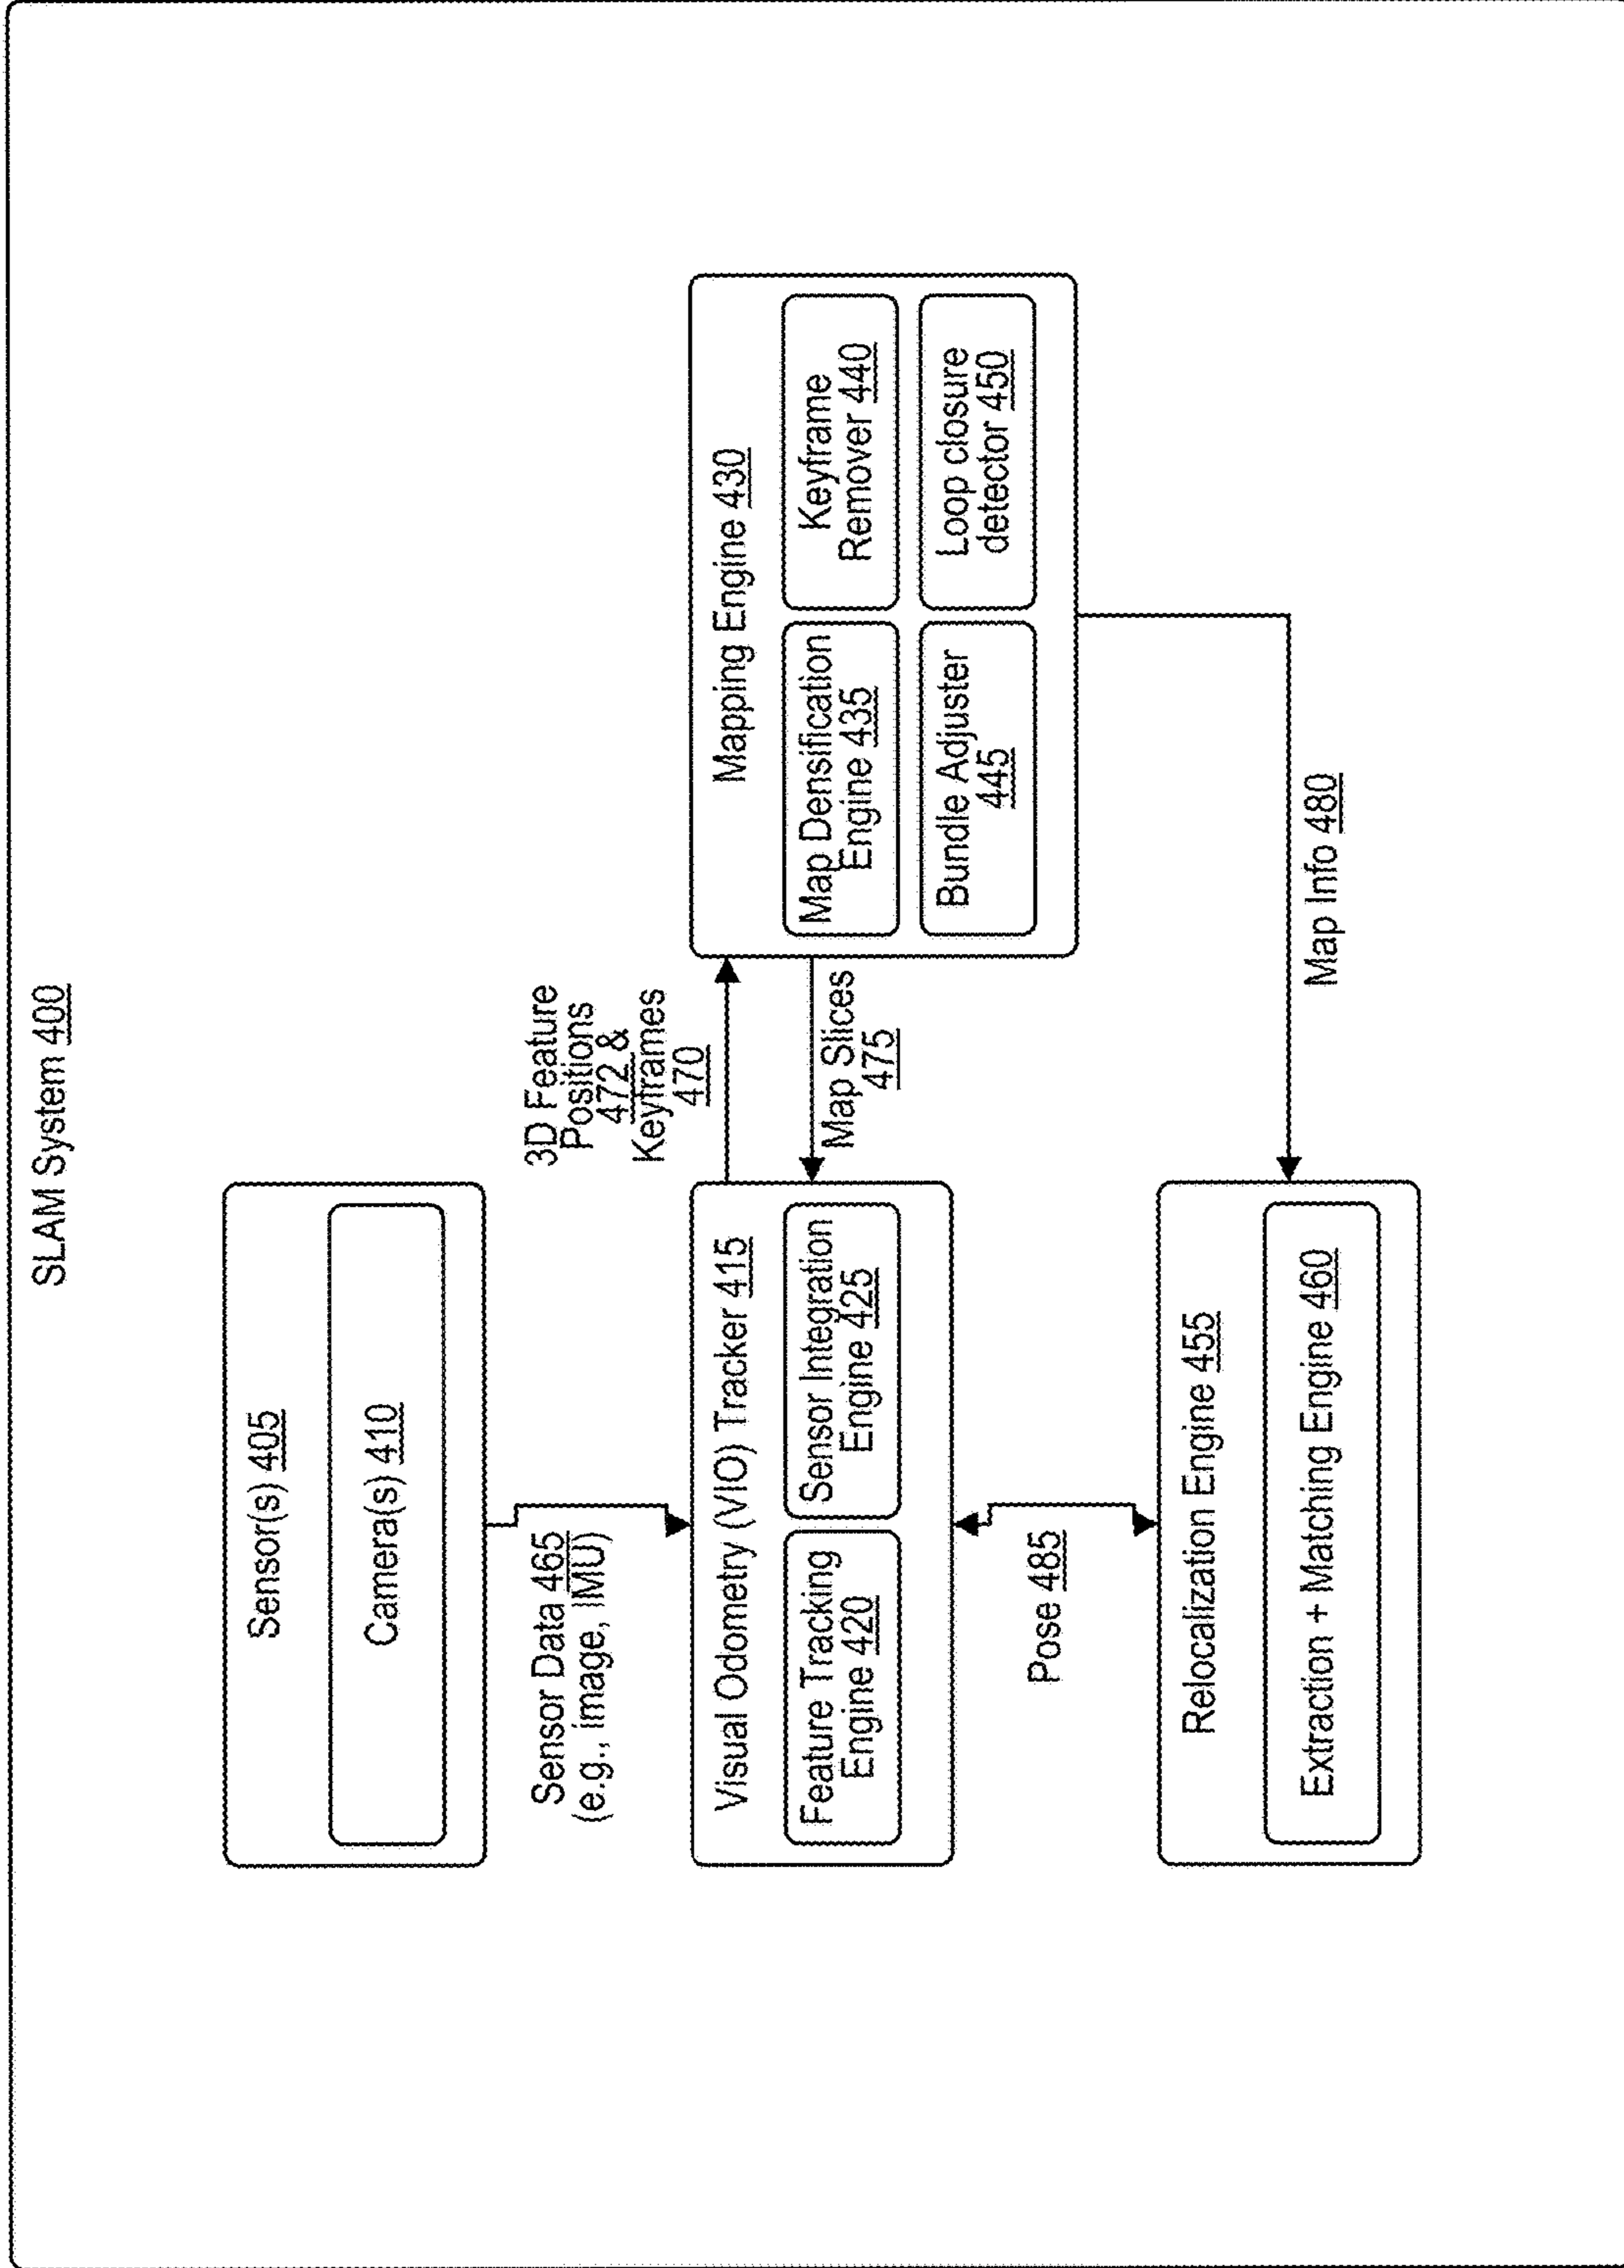 SLAM System 400
Sensor(s) 405
Camera(s) 410
Sensor Data 465
(e.g., image, IMU)
Visual Odometry (VIO) Tracker 415
Feature Tracking
Engine 420
Sensor Integration
Engine 425
3D Feature
Positions
472 &
Keyframes
470
Map Slices
475
Mapping Engine 430
Map Densification
Engine 435
Keyframe
Remover 440
Bundle Adjuster
445
Loop closure
detector 450
Pose 485
Map Info 480
Relocalization Engine 455
Extraction + Matching Engine 460